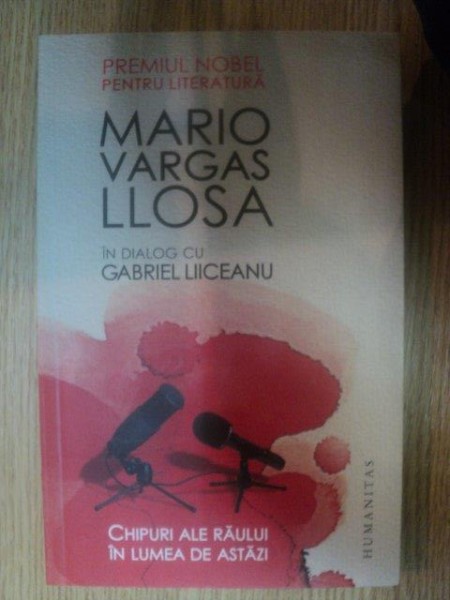 PREMIUL NOBEL
PENTRU LITERATURĂ
MARIO
VARGAS
LLOSA
ÎN DIALOG CU
GABRIEL LIICEANU
CHIPURI ALE RĂULUI
ÎN LUMEA DE ASTĂZI
HUMANITAS